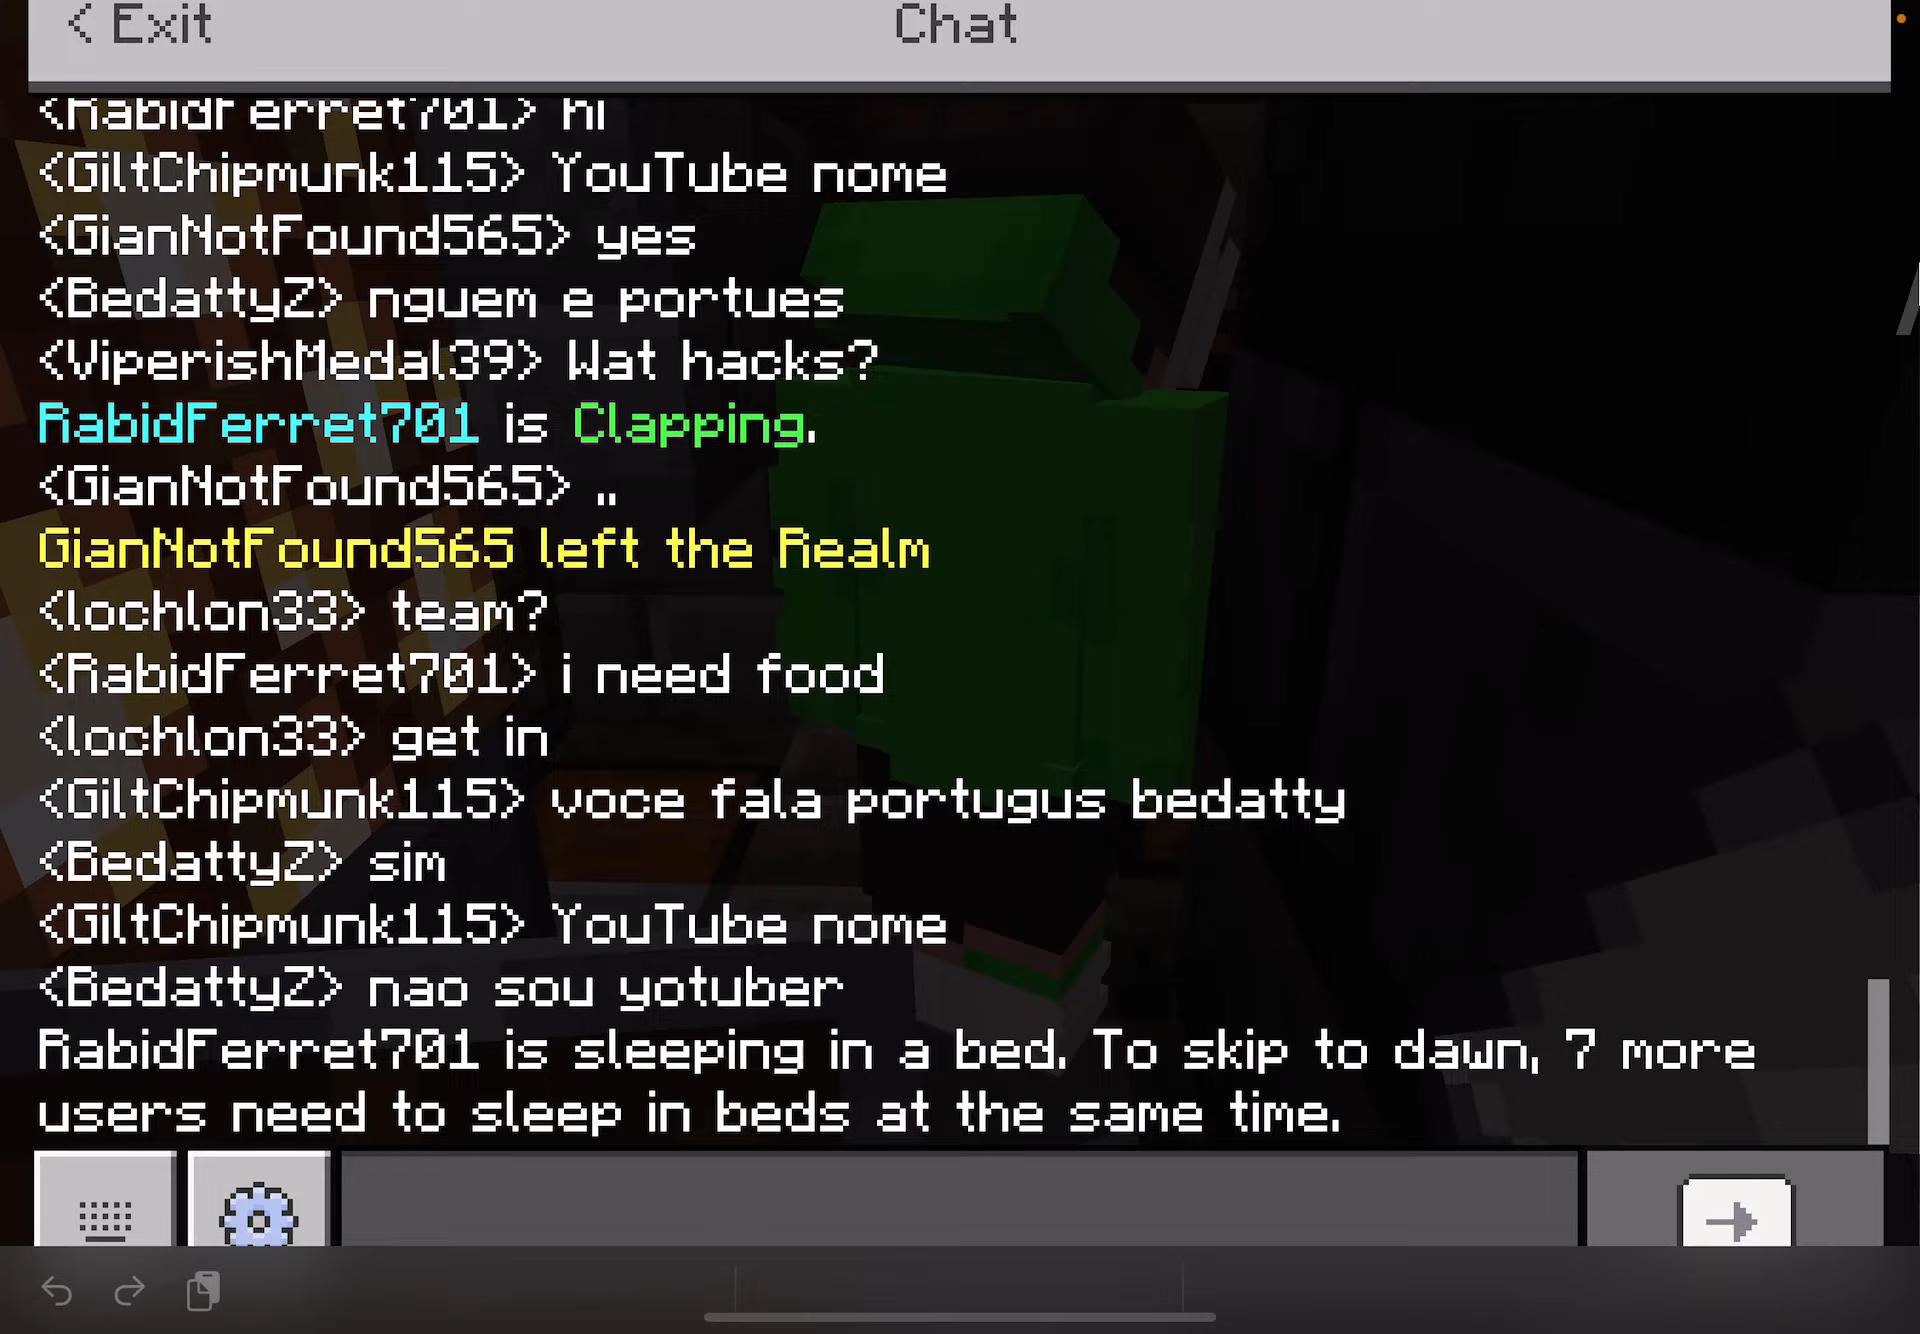 < Exit
Chat
<RabidFerret701> hi
<GiltChipmunk115> YouTube nome
<GianNotFound565> yes
<BedattyZ> nguem e portues
<ViperishMedal39> Wat hacks?
RabidFerret701 is Clapping.
<GianNotFound565> ..
GianNotFound565 left the Realm
<lochlon33> team?
<RabidFerret701> i need food
<lochlon33> get in
<GiltChipmunk115> voce fala portugus bedatty
<BedattyZ> sim
<GiltChipmunk115> YouTube nome
<BedattyZ> nao sou yotuber
RabidFerret701 is sleeping in a bed. To skip to dawn, 7 more
users need to sleep in beds at the same time.